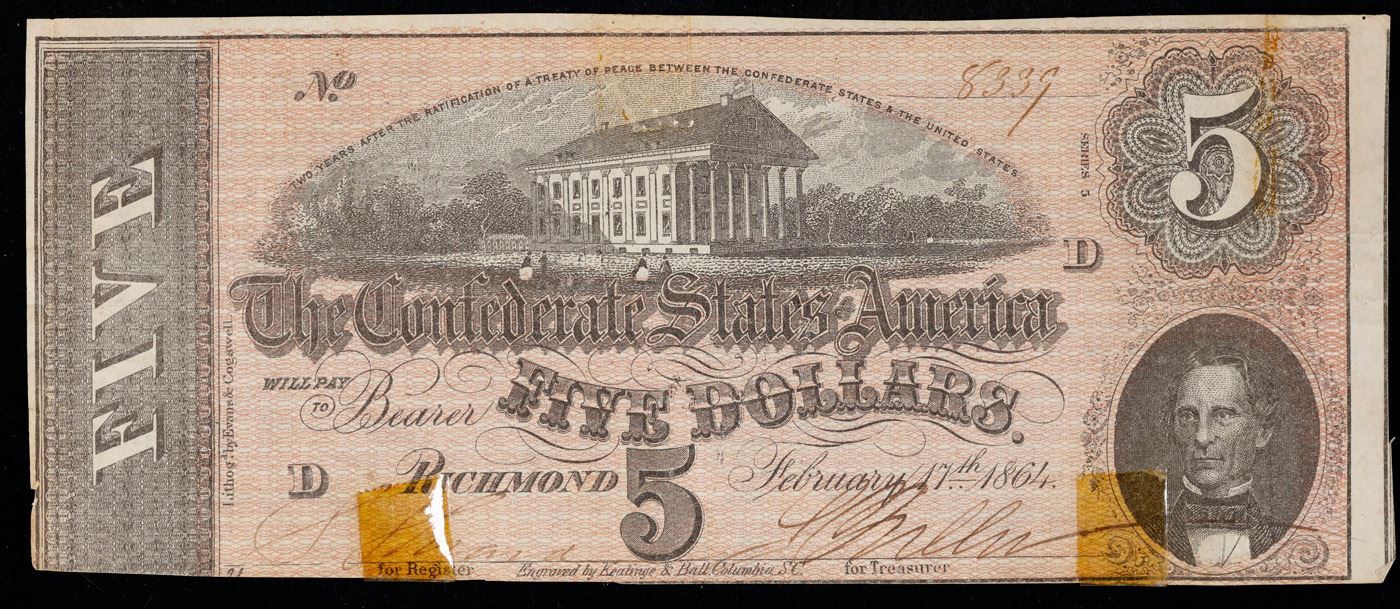 FIVE
No 8339
TWO YEARS AFTER THE RATIFICATION OF A TREATY OF PEACE BETWEEN THE CONFEDERATE STATES & THE UNITED STATES
5
SERIES 5
D
The Confederate States of America
WILL PAY
TO Bearer
FIVE DOLLARS.
D
RICHMOND 5 February 17th 1864.
for Register
Engraved by Keatinge & Ball, Columbia S.C.
for Treasurer
Lithog'd by Evans & Cogswell